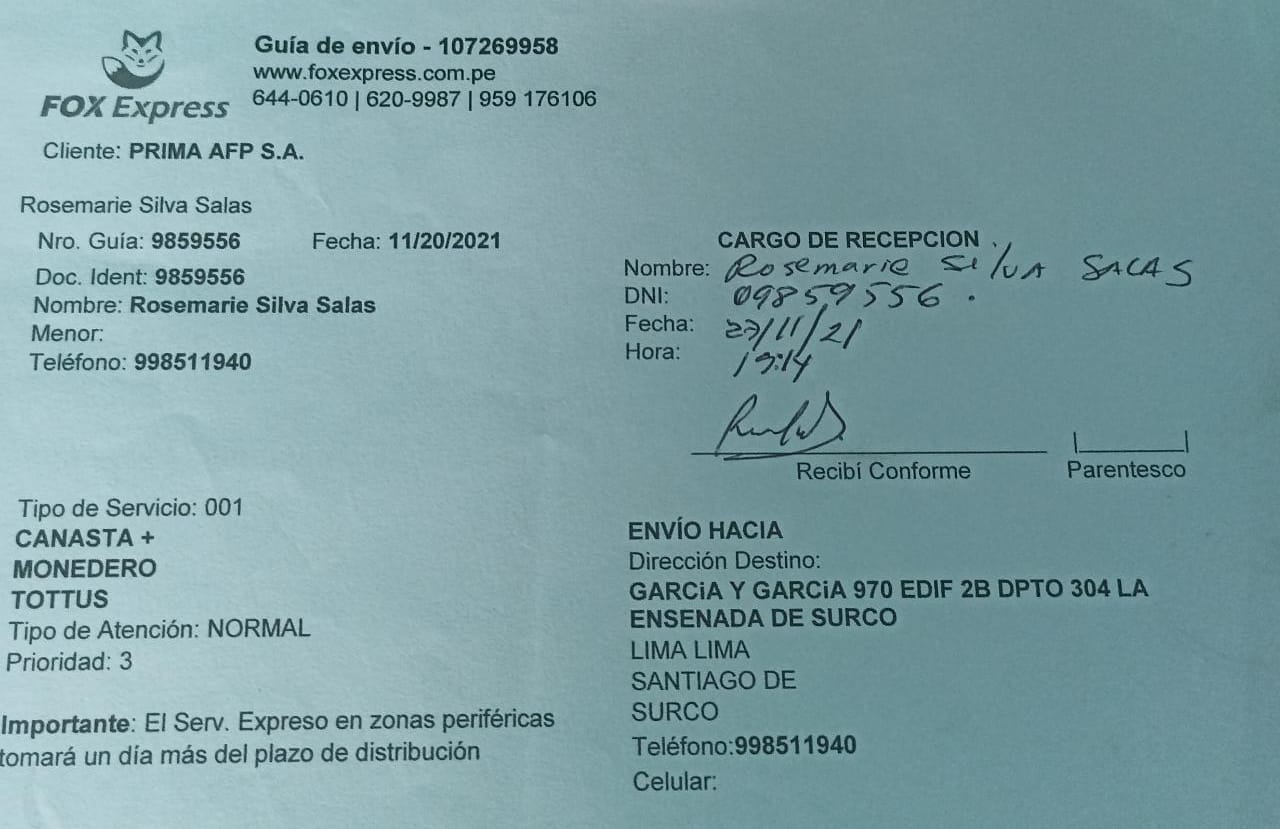 FOX Express
Guía de envío - 107269958
www.foxexpress.com.pe
644-0610 | 620-9987 | 959 176106
Cliente: PRIMA AFP S.A.
Rosemarie Silva Salas
Nro. Guía: 9859556 Fecha: 11/20/2021
Doc. Ident: 9859556
Nombre: Rosemarie Silva Salas
Menor:
Teléfono: 998511940
CARGO DE RECEPCION
Nombre: Rosemarie SilVA SALAS
DNI: 09859556.
Fecha: 27/11/21
Hora: 19:14
Recibí Conforme
Parentesco
Tipo de Servicio: 001
CANASTA +
MONEDERO
TOTTUS
Tipo de Atención: NORMAL
Prioridad: 3
Importante: El Serv. Expreso en zonas periféricas
tomará un día más del plazo de distribución
ENVÍO HACIA
Dirección Destino:
GARCiA Y GARCiA 970 EDIF 2B DPTO 304 LA
ENSENADA DE SURCO
LIMA LIMA
SANTIAGO DE
SURCO
Teléfono:998511940
Celular: